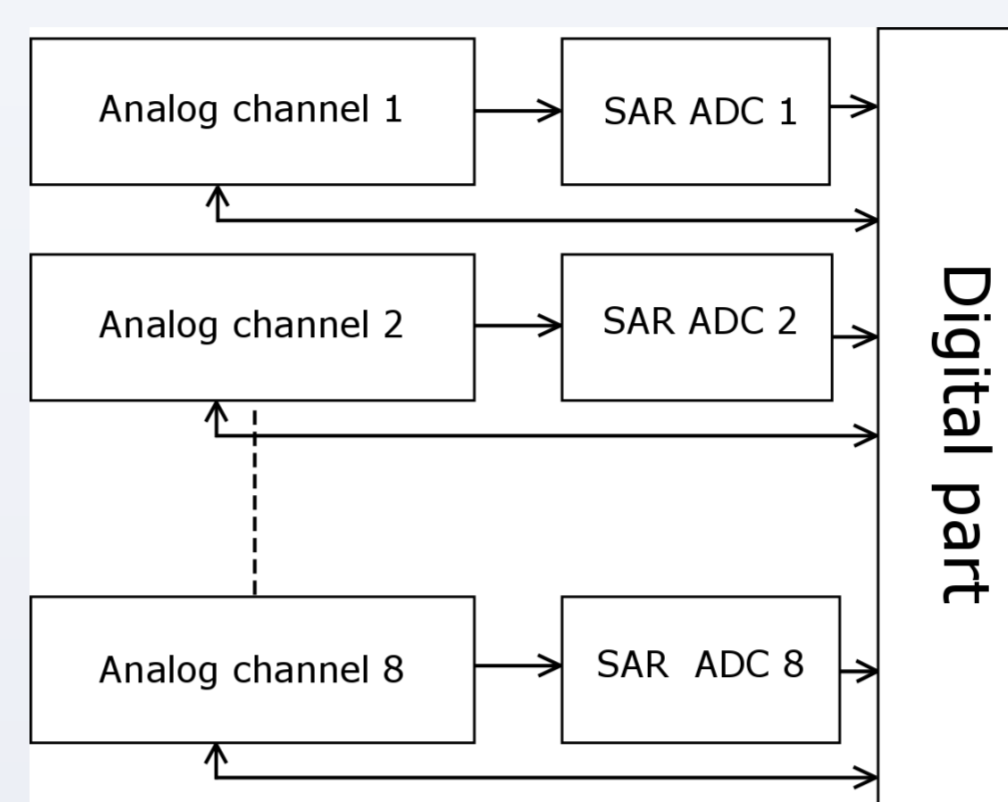 Analog channel 1
SAR ADC 1
Analog channel 2
SAR ADC 2
Analog channel 8
SAR ADC 8
Digital part